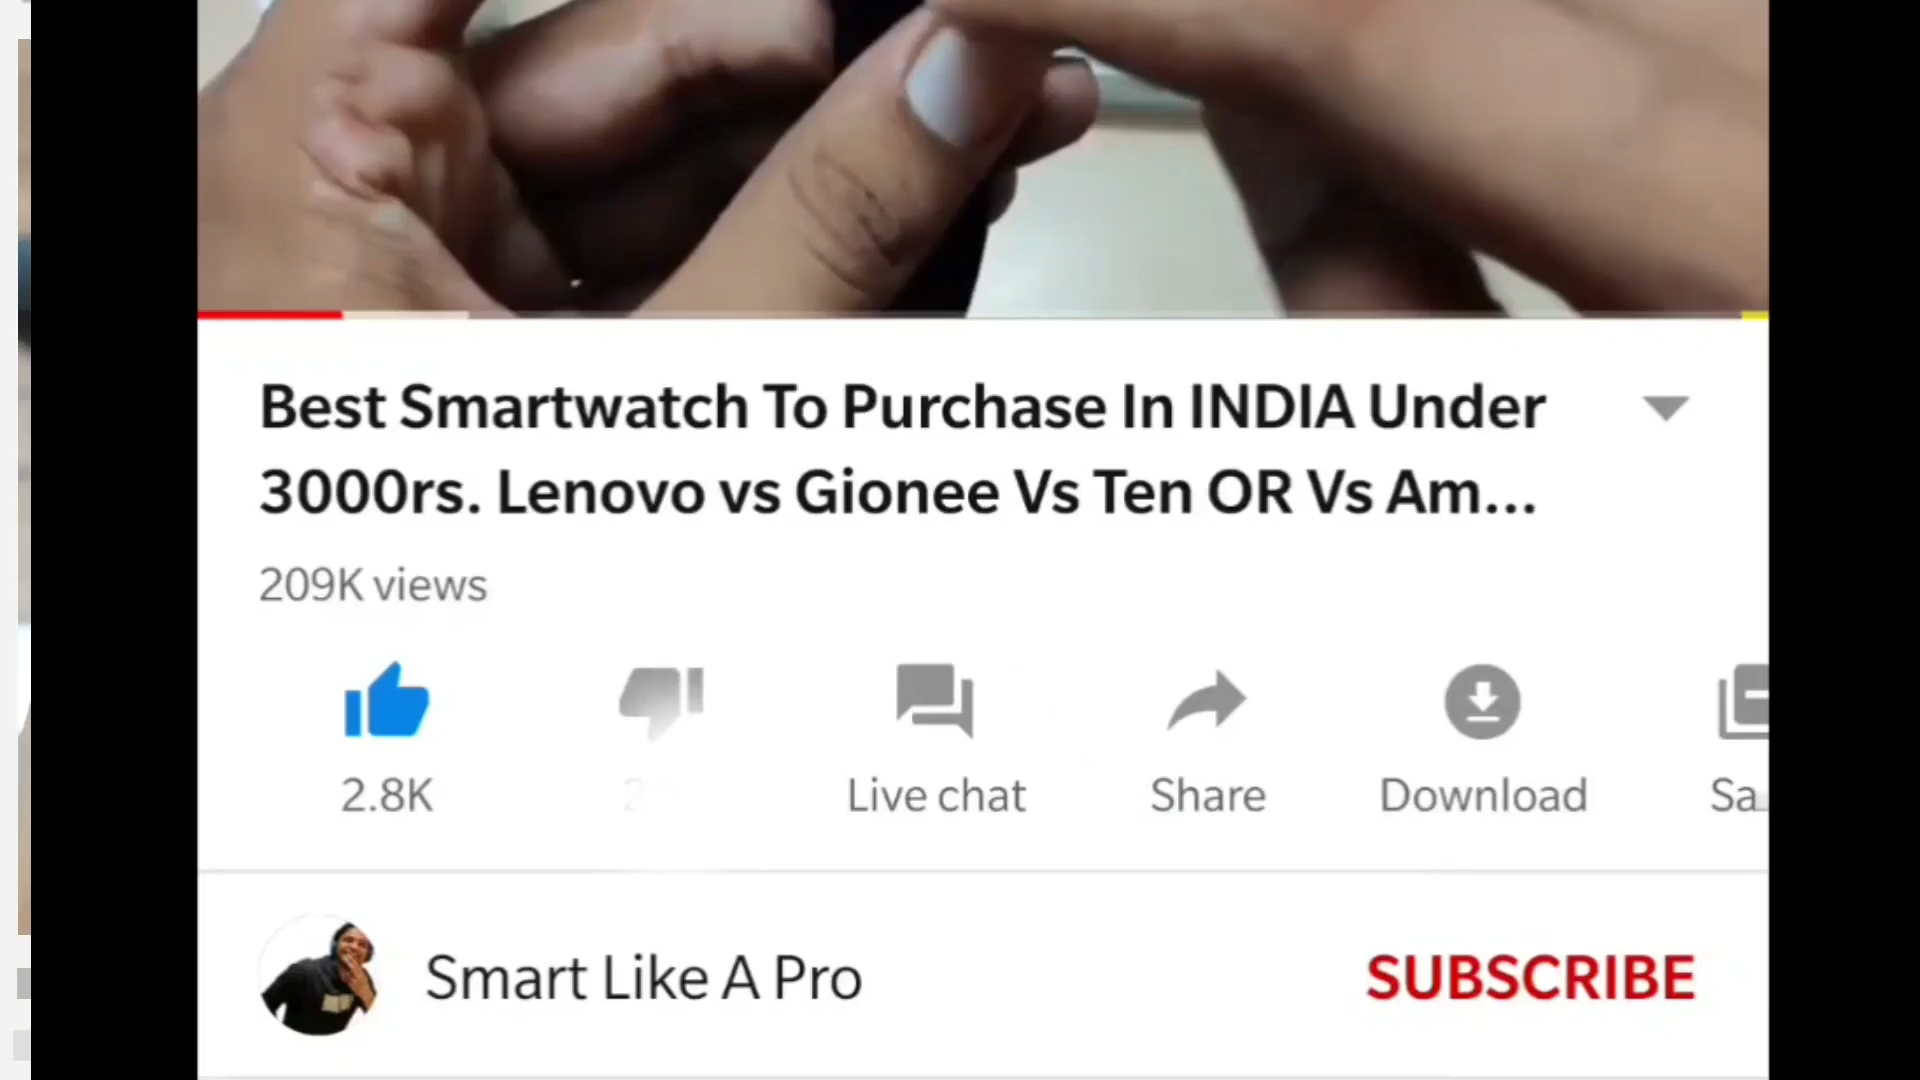 Best Smartwatch To Purchase In INDIA Under
3000rs. Lenovo vs Gionee Vs Ten OR Vs Am...
209K views
2.8K
Live chat
Share
Download
Sa
Smart Like A Pro
SUBSCRIBE